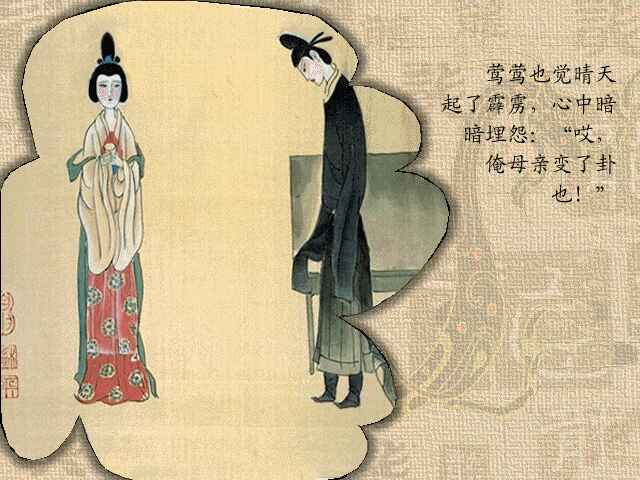 莺莺也觉晴天
起了霹雳，心中暗
暗埋怨：“哎，
俺母亲变了卦
也！”